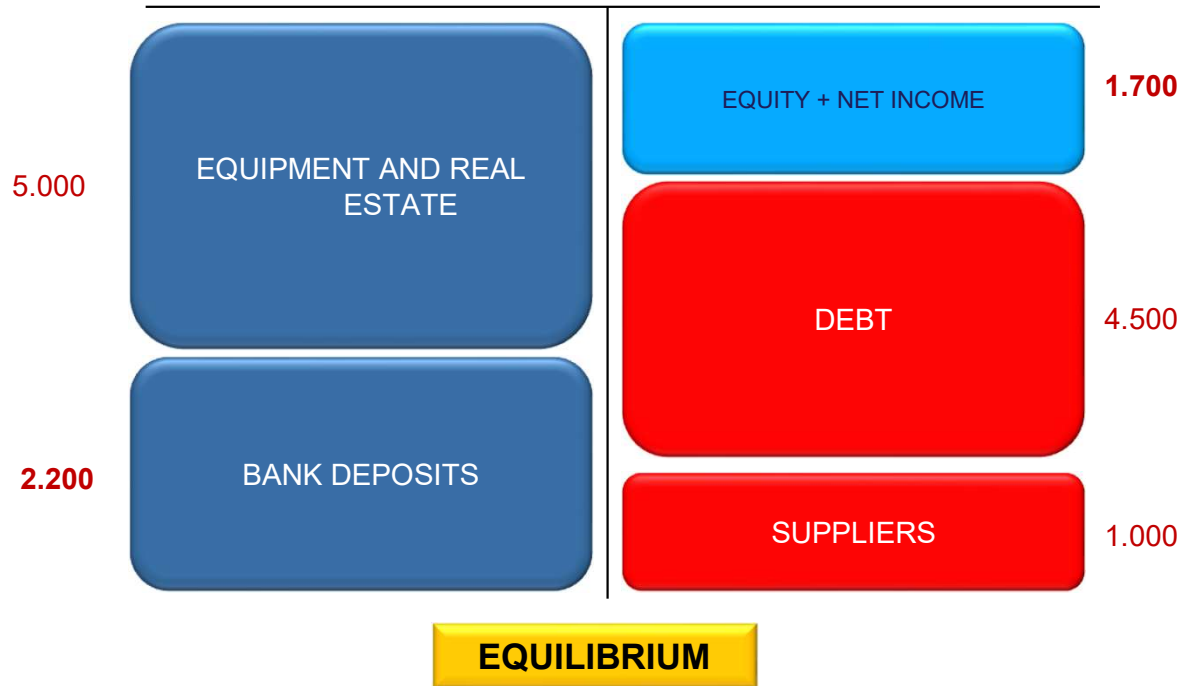 5.000
EQUIPMENT AND REAL
ESTATE
2.200
BANK DEPOSITS
EQUITY + NET INCOME
1.700
DEBT
4.500
SUPPLIERS
1.000
EQUILIBRIUM